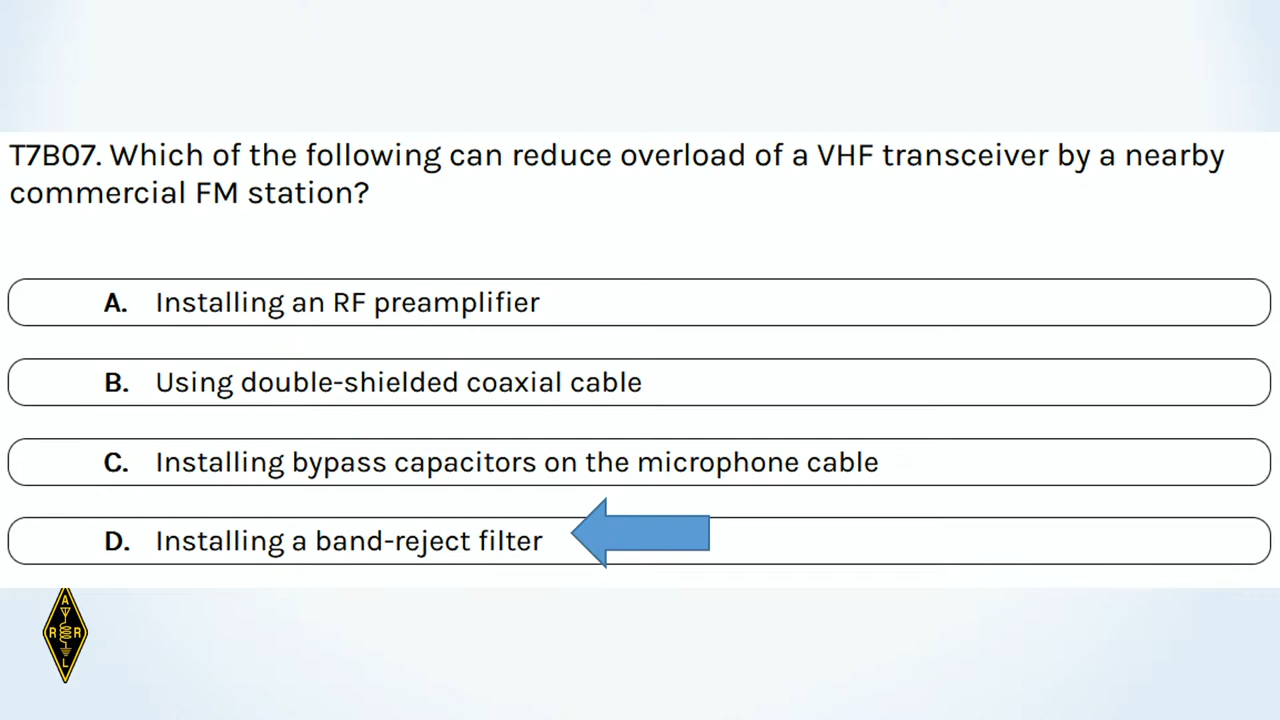 T7B07. Which of the following can reduce overload of a VHF transceiver by a nearby
commercial FM station?
A. Installing an RF preamplifier
B. Using double-shielded coaxial cable
C. Installing bypass capacitors on the microphone cable
D. Installing a band-reject filter
A
R R
L